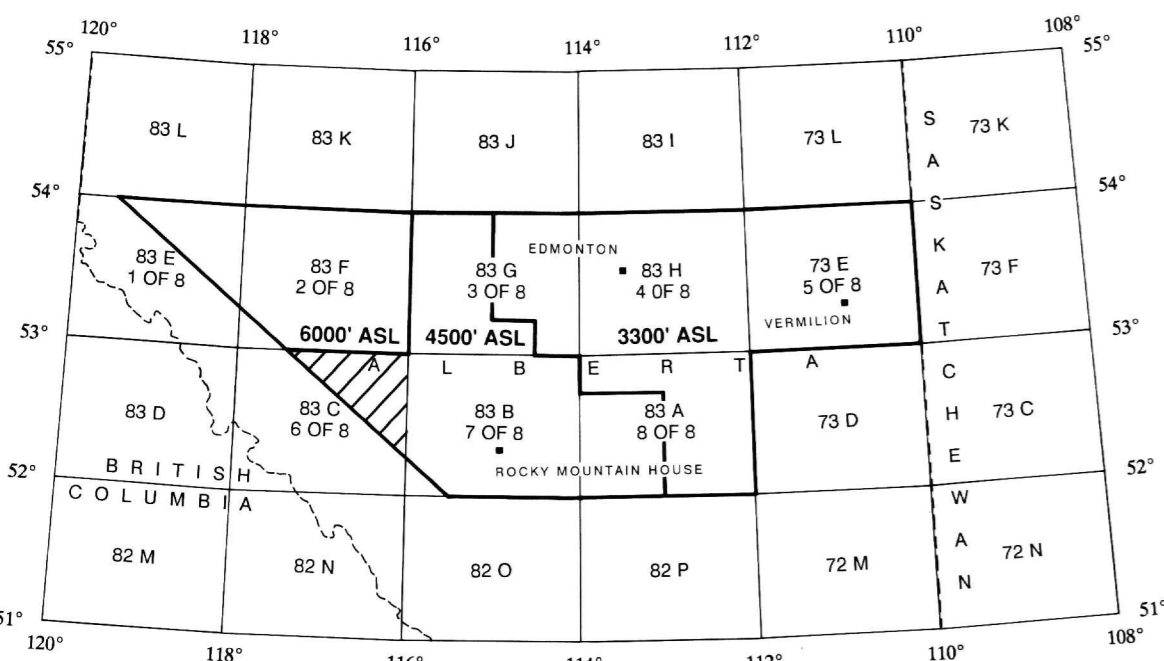 120°
118°
116°
114°
112°
110°
108°
55°
55°
83 L
83 K
83 J
83 I
73 L
73 K
54°
54°
83 E
1 OF 8
83 F
2 OF 8
83 G
3 OF 8
EDMONTON
83 H
4 0F 8
73 E
5 OF 8
VERMILION
73 F
53°
53°
6000' ASL
4500' ASL
3300' ASL
A L B E R T A
SASKATCHEWAN
83 D
83 C
6 OF 8
83 B
7 OF 8
83 A
8 OF 8
73 D
73 C
ROCKY MOUNTAIN HOUSE
52°
52°
BRITISH
COLUMBIA
82 M
82 N
82 O
82 P
72 M
72 N
51°
51°
120°
118°
116°
114°
112°
110°
108°